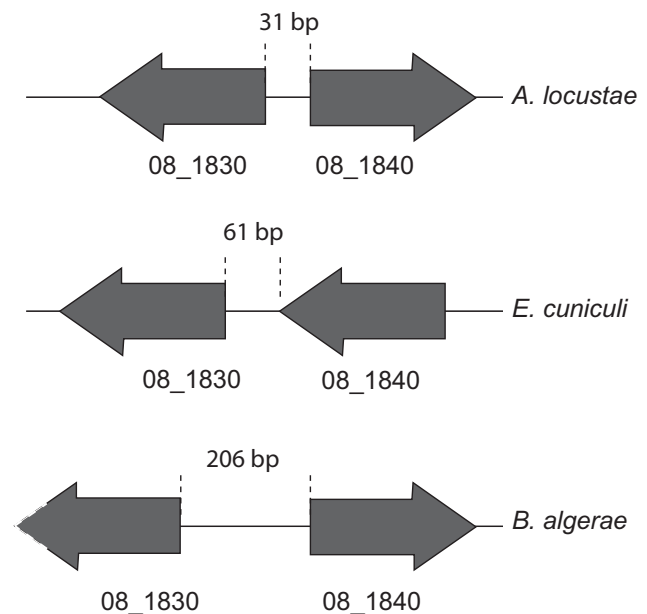 31 bp
A. locustae
08_1830 08_1840
61 bp
E. cuniculi
08_1830 08_1840
206 bp
B. algerae
08_1830 08_1840